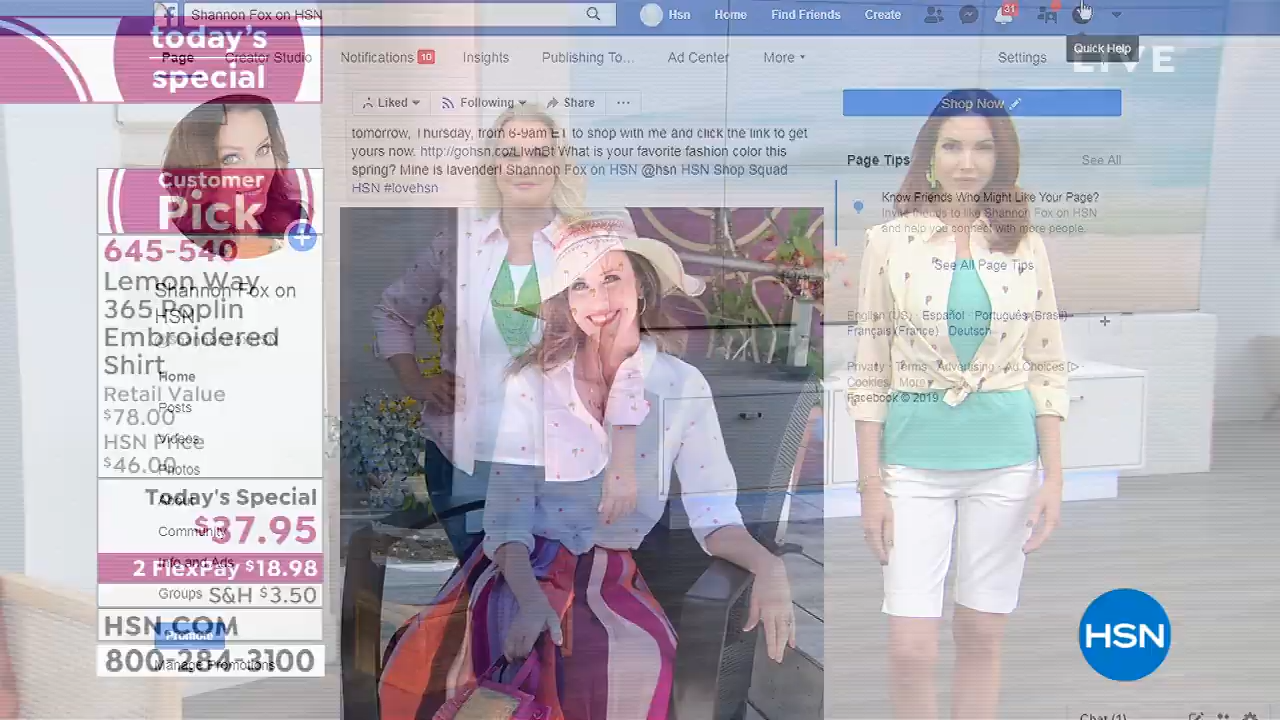 Shannon Fox on HSN
Hsn Home Find Friends Create 31
Quick Help
LIVE
today's
special
Page Creator Studio Notifications 10 Insights Publishing To... Ad Center More Settings
Liked Following Share ...
Shop Now
tomorrow, Thursday, from 6-9am ET to shop with me and click the link to get
yours now. http://gohsn.co/LIwhBt What is your favorite fashion color this
spring? Mine is lavender! Shannon Fox on HSN @hsn HSN Shop Squad
HSN #lovehsn
Page Tips See All
Know Friends Who Might Like Your Page?
Invite friends to like Shannon Fox on HSN
and help you connect with more people.
See All Page Tips
English (US) · Español · Português (Brasil) ·
Français (France) · Deutsch
Privacy · Terms · Advertising · Ad Choices ·
Cookies · More
Facebook © 2019
Customer
Pick
645-540
Lemon Way
365 Poplin
Embroidered
Shirt
Retail Value
$78.00
HSN Price
$46.00
Today's Special
$37.95
2 FlexPay $18.98
S&H $3.50
HSN.COM
800-284-3100
Shannon Fox on
HSN
Home
Posts
Videos
Photos
About
Community
Info and Ads
Groups
Promote
Manage Promotions
HSN
Chat (1)